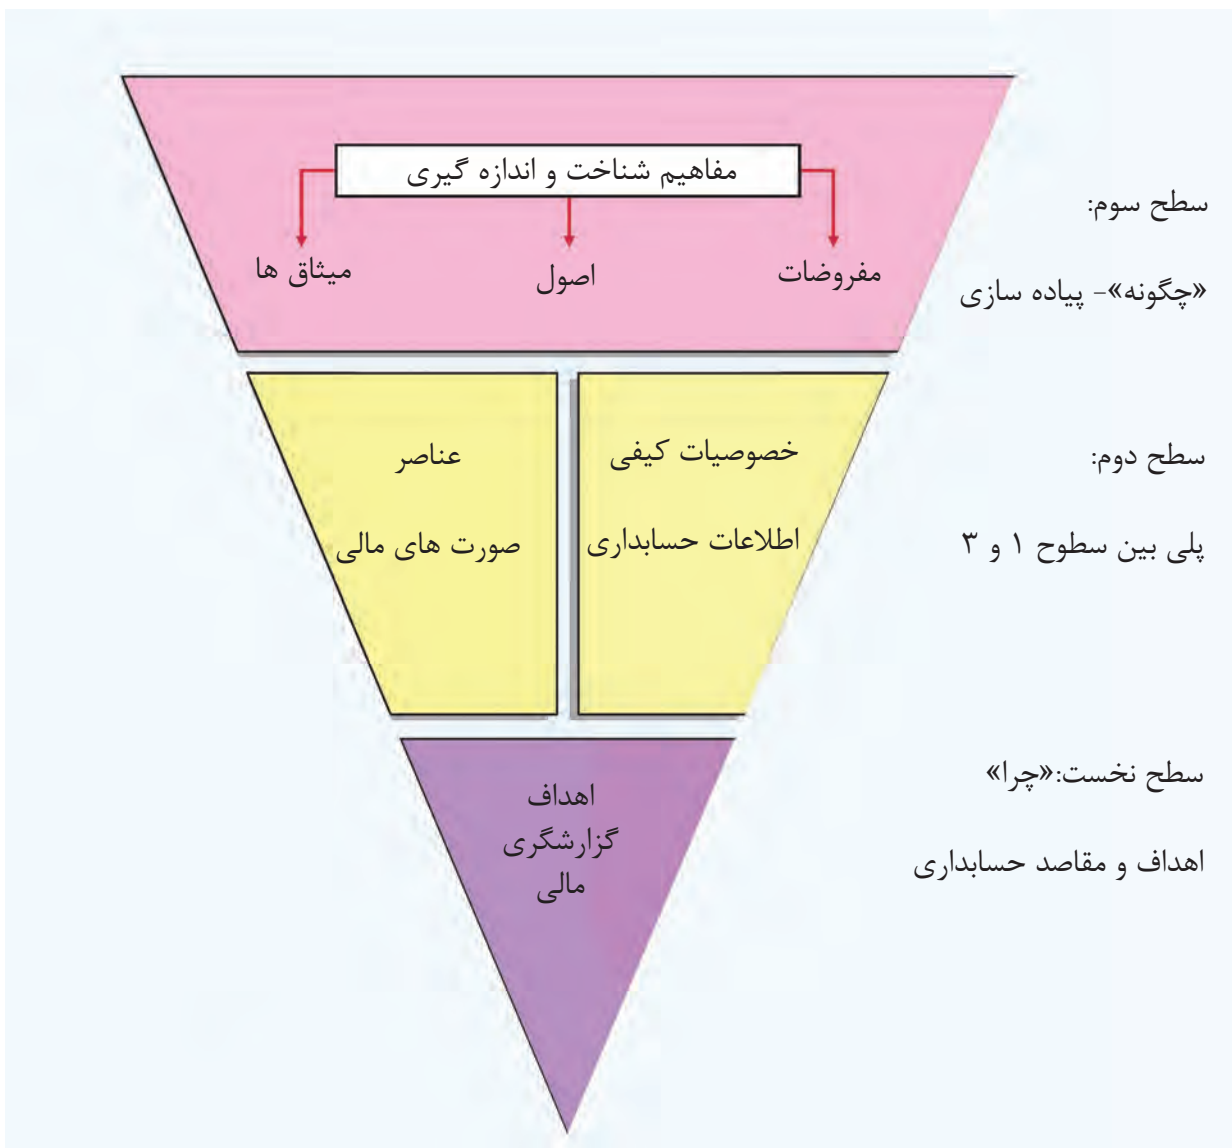 مفاهیم شناخت و اندازه گیری
مفروضات
اصول
میثاق ها
سطح سوم:
«چگونه»- پیاده سازی
خصوصیات کیفی
اطلاعات حسابداری
عناصر
صورت های مالی
سطح دوم:
پلی بین سطوح ۱ و ۳
اهداف
گزارشگری
مالی
سطح نخست:«چرا»
اهداف و مقاصد حسابداری